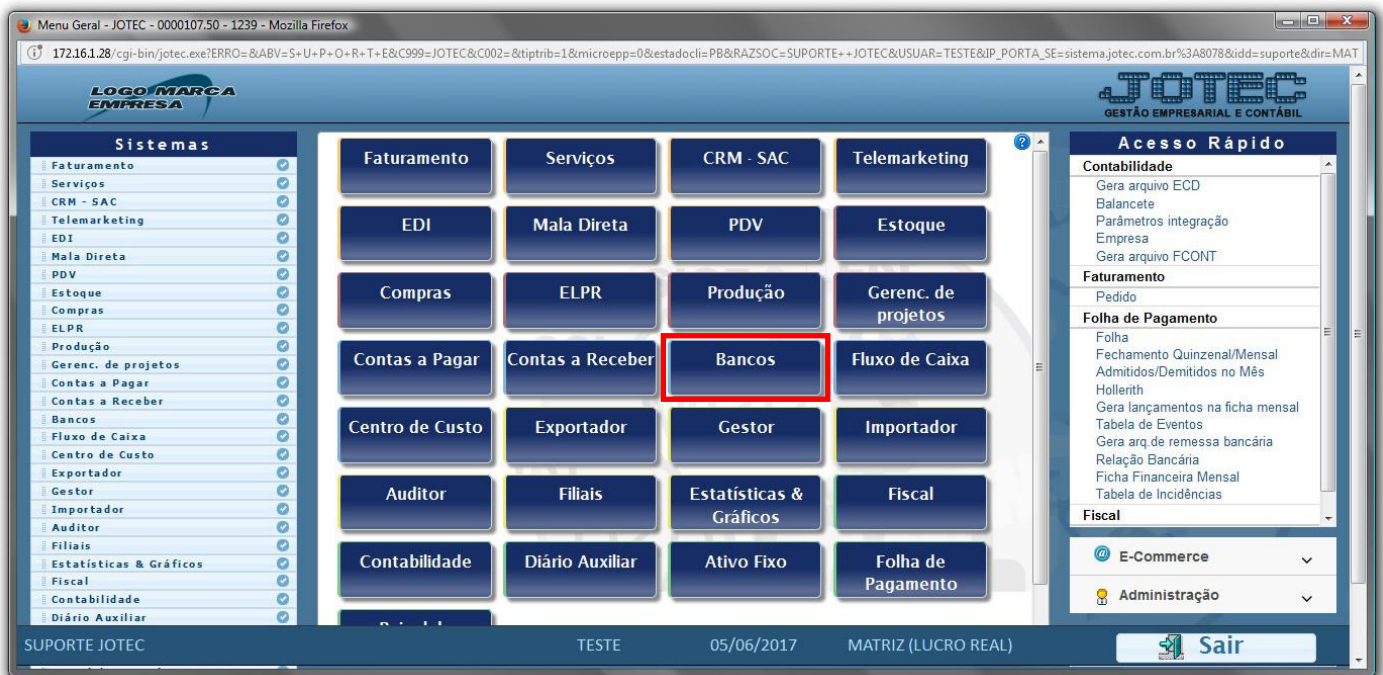 Menu Geral - JOTEC - 0000107.50 - 1239 - Mozilla Firefox
172.16.1.28/cgi-bin/jotec.exe?ERRO=&ABV=S+U+P+O+R+T+E&C999=JOTEC&C002=&tiptrib=1&microepp=0&estadocli=PB&RAZSOC=SUPORTE++JOTEC&USUAR=TESTE&IP_PORTA_SE=sistema.jotec.com.br%3A8078&idd=suporte&dir=MAT
LOGO MARCA
EMPRESA
JOTEC
GESTÃO EMPRESARIAL E CONTÁBIL
Sistemas
Faturamento
Serviços
CRM - SAC
Telemarketing
EDI
Mala Direta
PDV
Estoque
Compras
ELPR
Produção
Gerenc. de projetos
Contas a Pagar
Contas a Receber
Bancos
Fluxo de Caixa
Centro de Custo
Exportador
Gestor
Importador
Auditor
Filiais
Estatísticas & Gráficos
Fiscal
Contabilidade
Diário Auxiliar
Faturamento
Serviços
CRM - SAC
Telemarketing
EDI
Mala Direta
PDV
Estoque
Compras
ELPR
Produção
Gerenc. de
projetos
Contas a Pagar
Contas a Receber
Bancos
Fluxo de Caixa
Centro de Custo
Exportador
Gestor
Importador
Auditor
Filiais
Estatísticas &
Gráficos
Fiscal
Contabilidade
Diário Auxiliar
Ativo Fixo
Folha de
Pagamento
Acesso Rápido
Contabilidade
Gera arquivo ECD
Balancete
Parâmetros integração
Empresa
Gera arquivo FCONT
Faturamento
Pedido
Folha de Pagamento
Folha
Fechamento Quinzenal/Mensal
Admitidos/Demitidos no Mês
Hollerith
Gera lançamentos na ficha mensal
Tabela de Eventos
Gera arq.de remessa bancária
Relação Bancária
Ficha Financeira Mensal
Tabela de Incidências
Fiscal
E-Commerce
Administração
SUPORTE JOTEC
TESTE
05/06/2017
MATRIZ (LUCRO REAL)
Sair